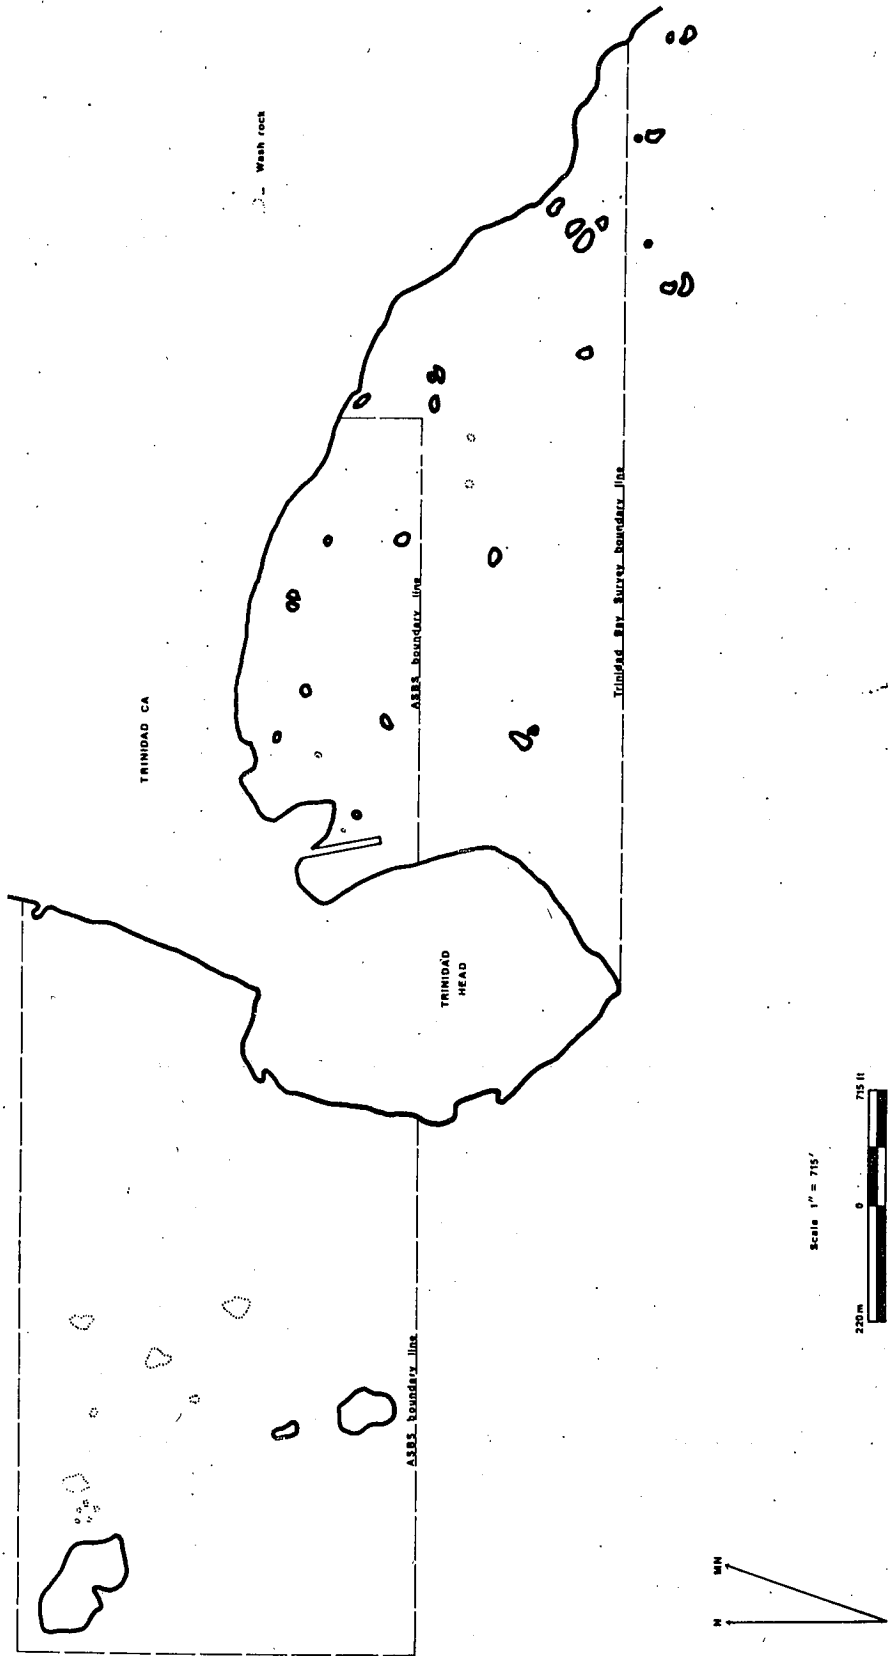 Wash rock
TRINIDAD CA
ASBS boundary line
Trinidad Bay Survey boundary line
TRINIDAD
HEAD
ASBS boundary line
Scale 1" = 715'
220m 0 715 ft
N MN